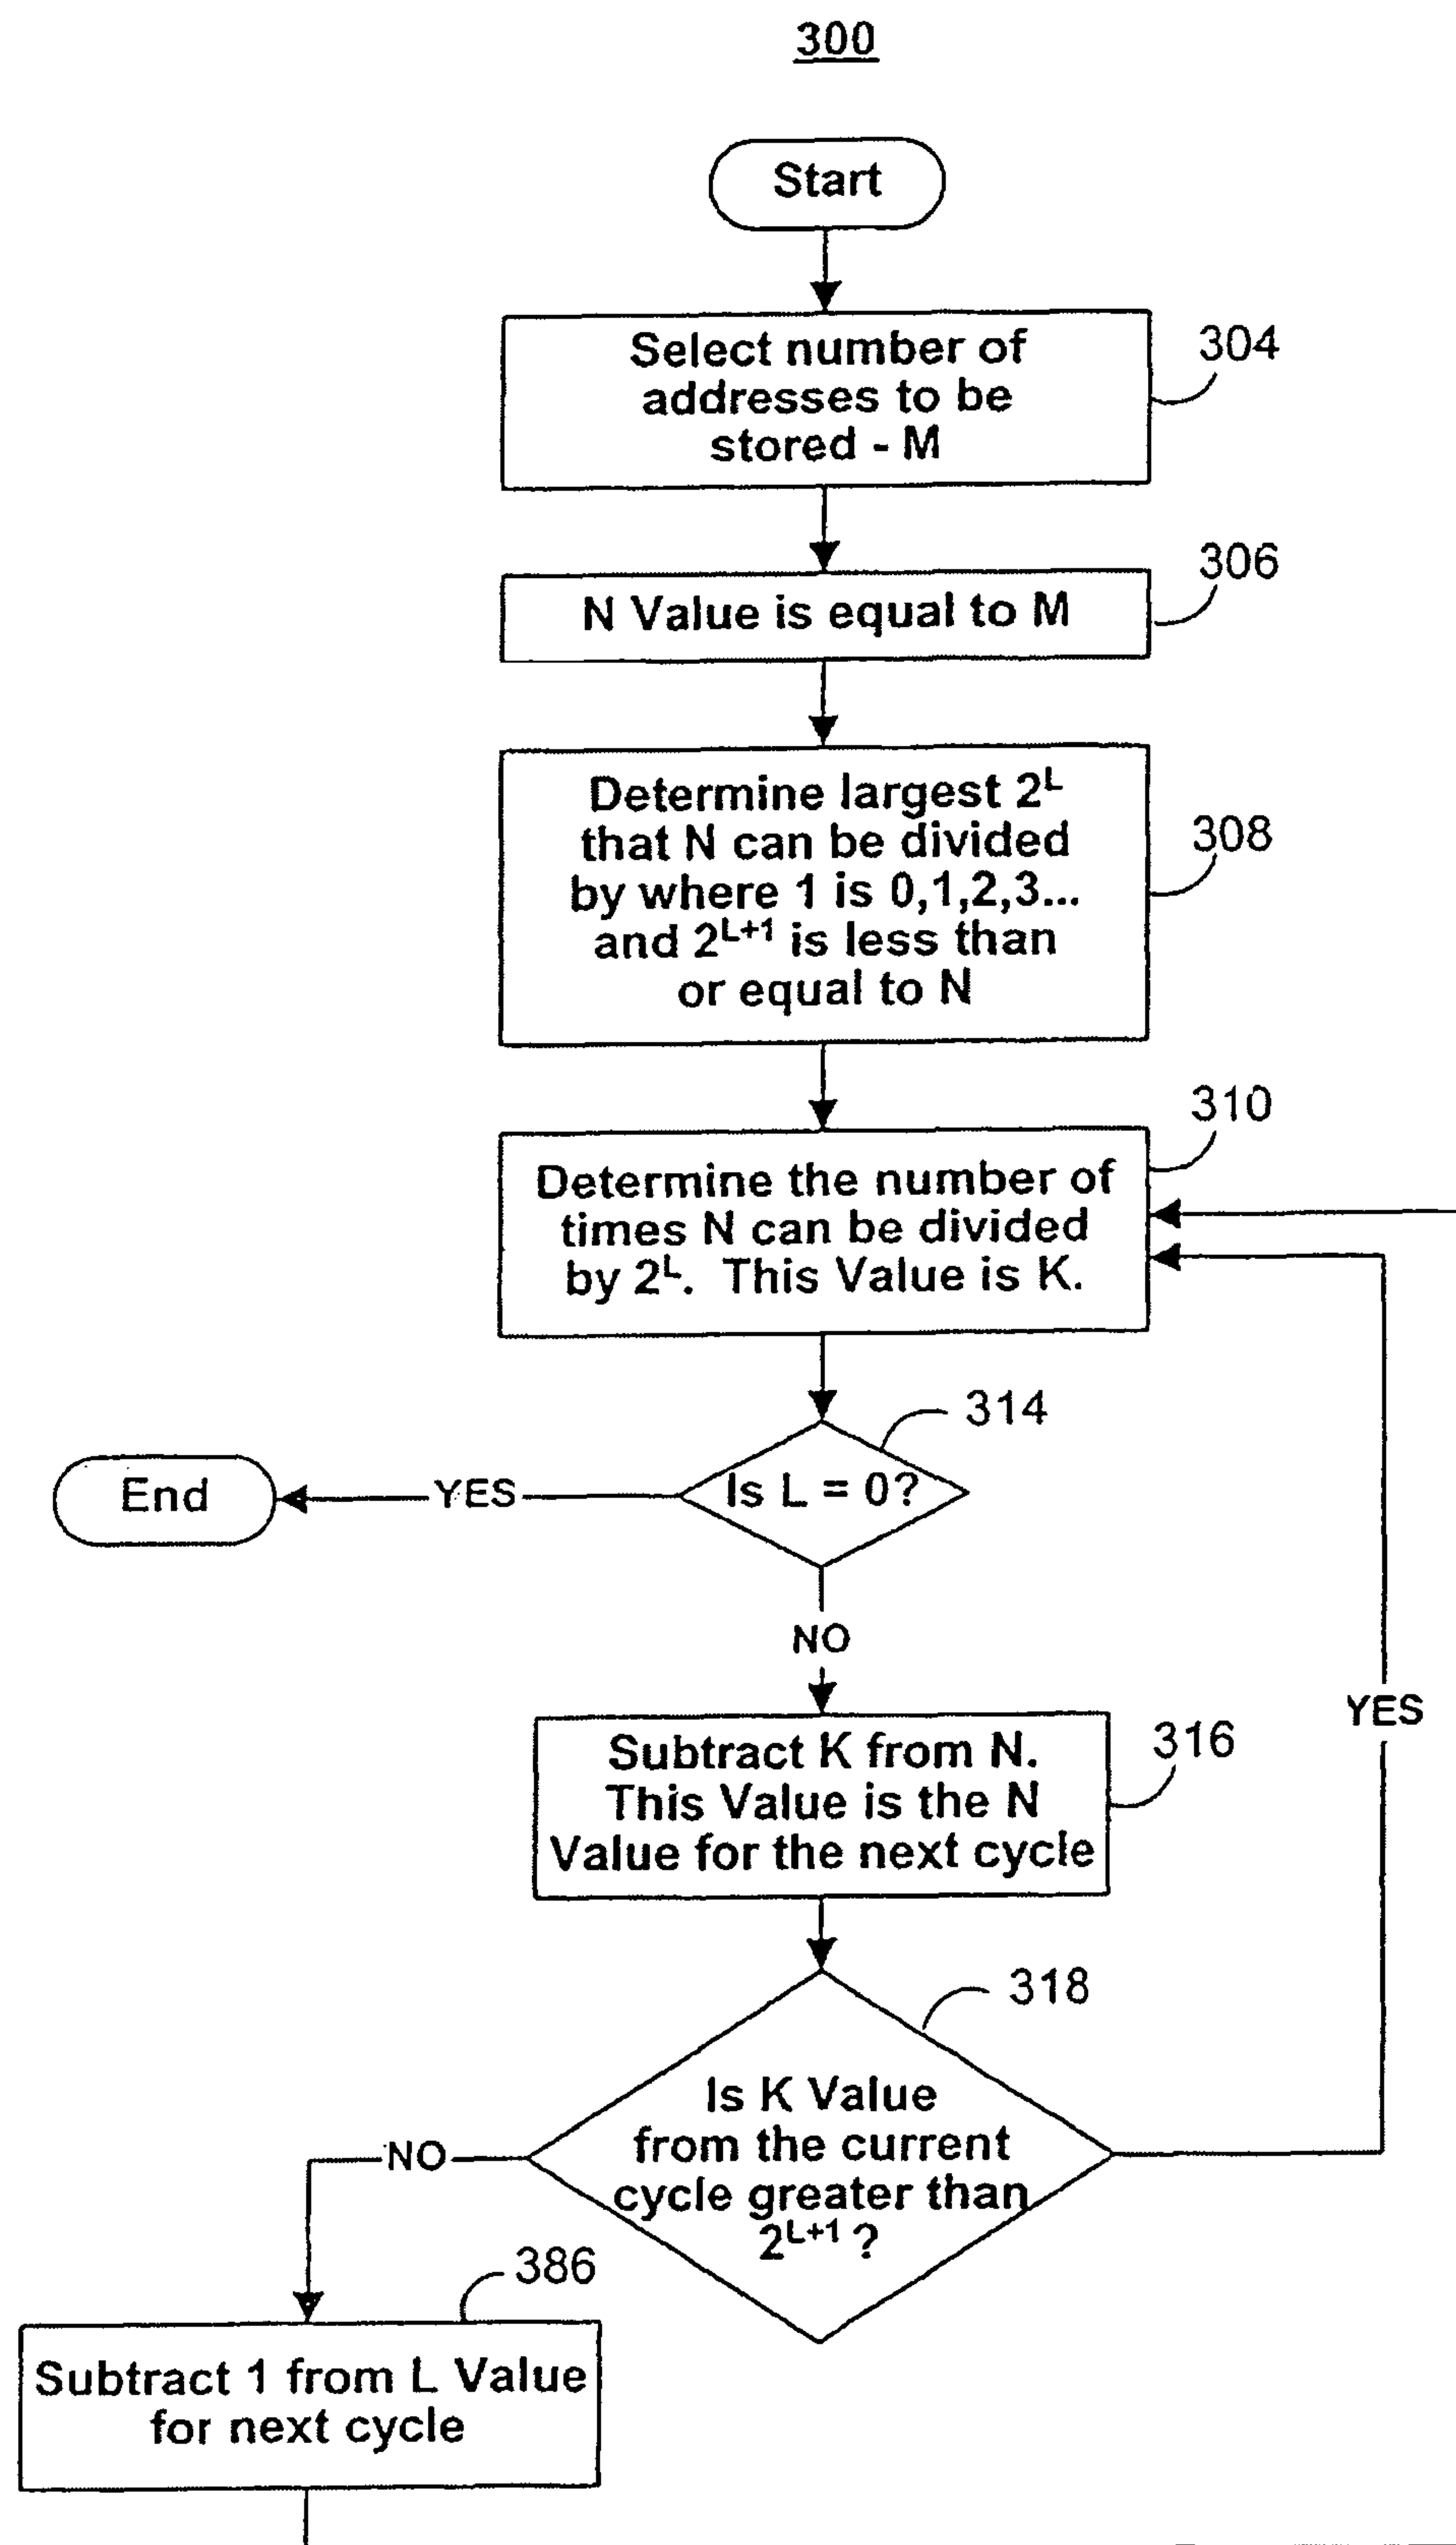 300
Start
Select number of
addresses to be
stored - M
304
N Value is equal to M
306
Determine largest 2^L
that N can be divided
by where 1 is 0,1,2,3...
and 2^L+1 is less than
or equal to N
308
Determine the number of
times N can be divided
by 2^L. This Value is K.
310
Is L = 0?
314
YES
End
NO
Subtract K from N.
This Value is the N
Value for the next cycle
316
YES
Is K Value
from the current
cycle greater than
2^L+1 ?
318
NO
Subtract 1 from L Value
for next cycle
386